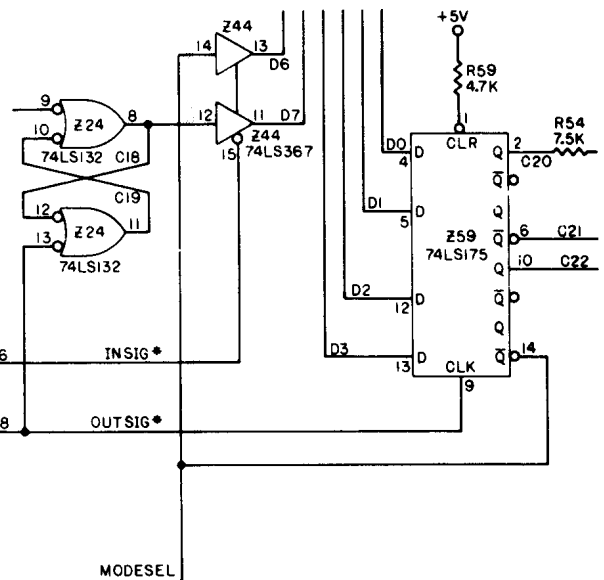 +5V
Z44
14
13
D6
R59
4.7K
9
8
12
11
D7
1
10
Z24
Z44
CLR
R54
7.5K
74LS132
C18
15
74LS367
D0
4
D
Q
2
C20
Q
C19
12
11
D1
5
D
Q
13
Z24
Z59
Q
6
C21
74LS132
74LS175
Q
10
C22
D2
12
D
Q
Q
6
INSIG*
D3
13
D
Q
14
CLK
9
8
OUTSIG*
MODESEL